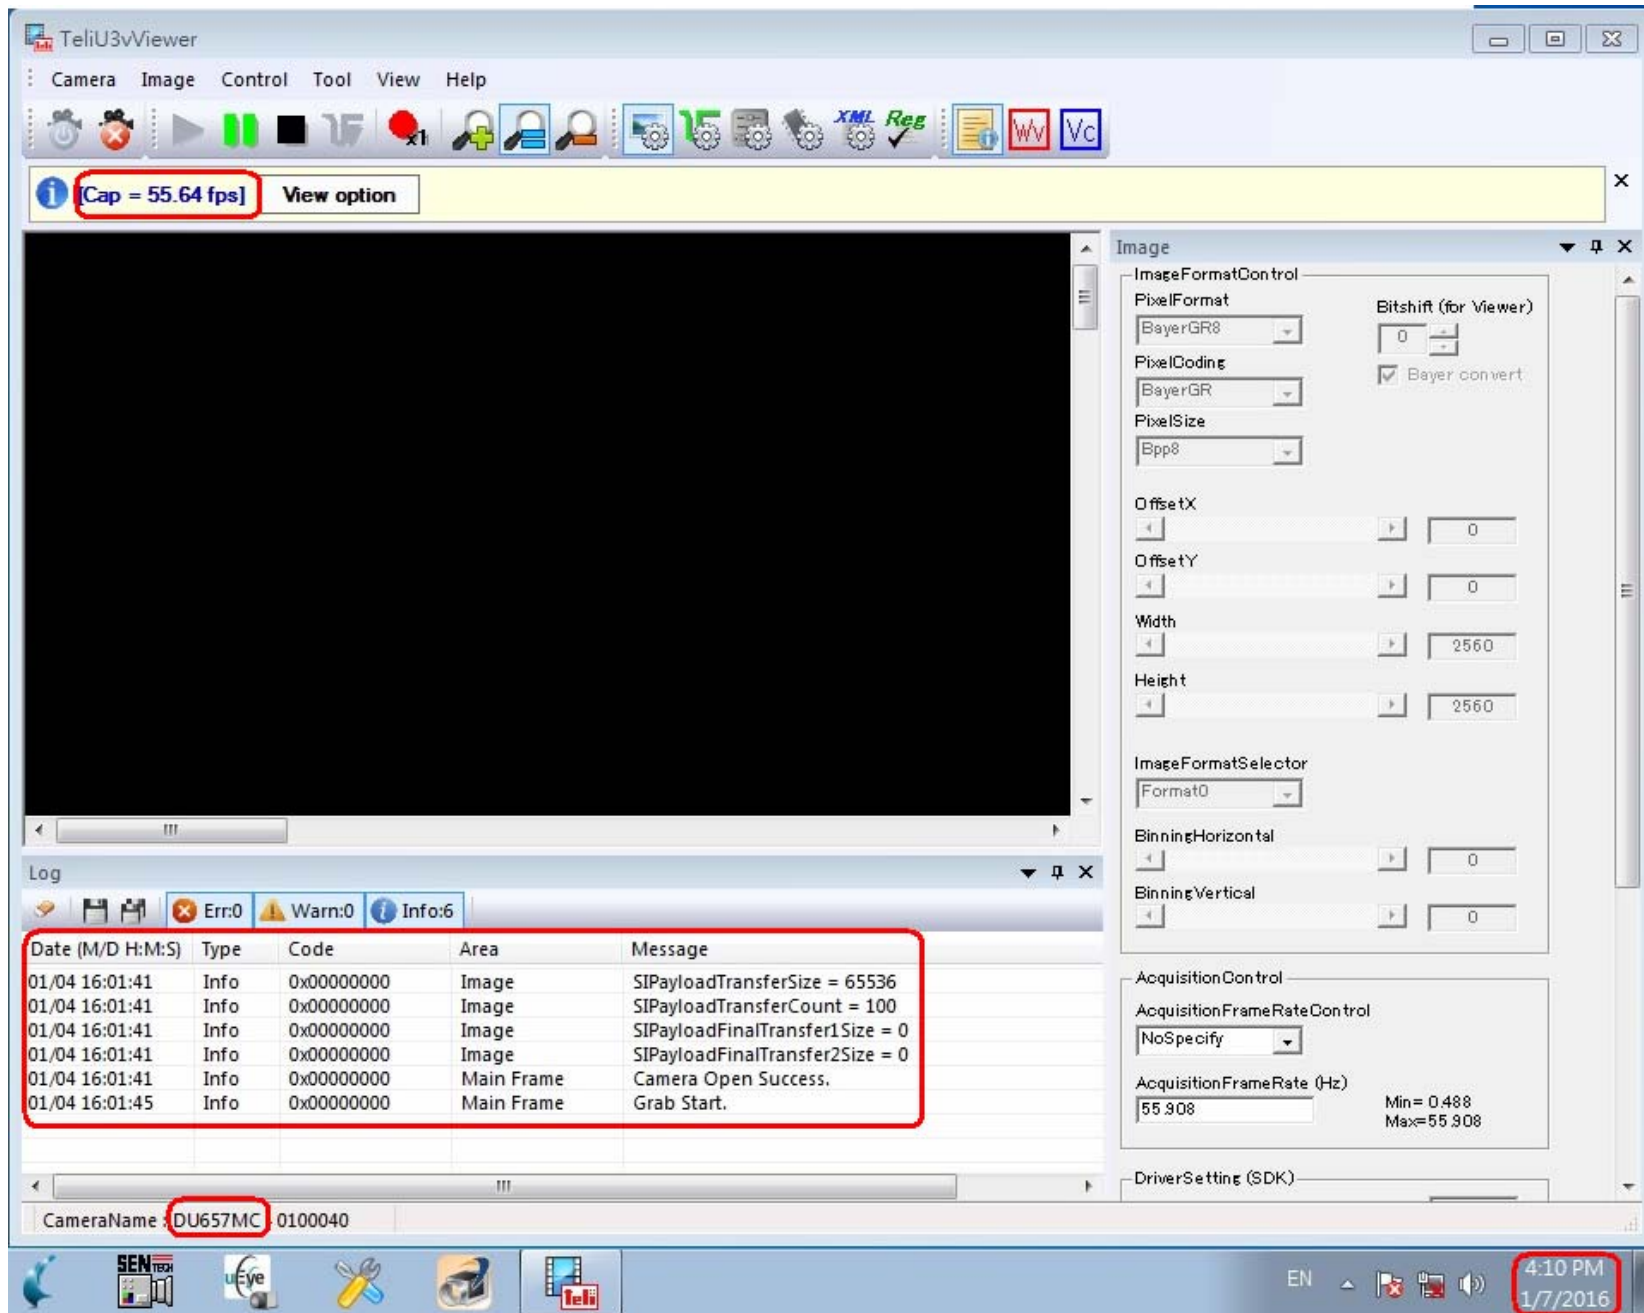 TeliU3vViewer
Camera Image Control Tool View Help
x1 XML Reg Wv Vc
[Cap = 55.64 fps] View option
Image
ImageFormatControl
PixelFormat
Bitshift (for Viewer)
BayerGR8
0
PixelCoding
Bayer convert
BayerGR
PixelSize
Bpp8
OffsetX
0
OffsetY
0
Width
2560
Height
2560
ImageFormatSelector
Format0
BinningHorizontal
0
BinningVertical
0
AcquisitionControl
AcquisitionFrameRateControl
NoSpecify
AcquisitionFrameRate (Hz)
55.908
Min= 0.488
Max=55.908
DriverSetting (SDK)
Log
Err:0 Warn:0 Info:6
Date (M/D H:M:S) Type Code Area Message
01/04 16:01:41 Info 0x00000000 Image SIPayloadTransferSize = 65536
01/04 16:01:41 Info 0x00000000 Image SIPayloadTransferCount = 100
01/04 16:01:41 Info 0x00000000 Image SIPayloadFinalTransfer1Size = 0
01/04 16:01:41 Info 0x00000000 Image SIPayloadFinalTransfer2Size = 0
01/04 16:01:41 Info 0x00000000 Main Frame Camera Open Success.
01/04 16:01:45 Info 0x00000000 Main Frame Grab Start.
CameraName : DU657MC 0100040
SENTECH
uEye
Teli
EN
4:10 PM
1/7/2016